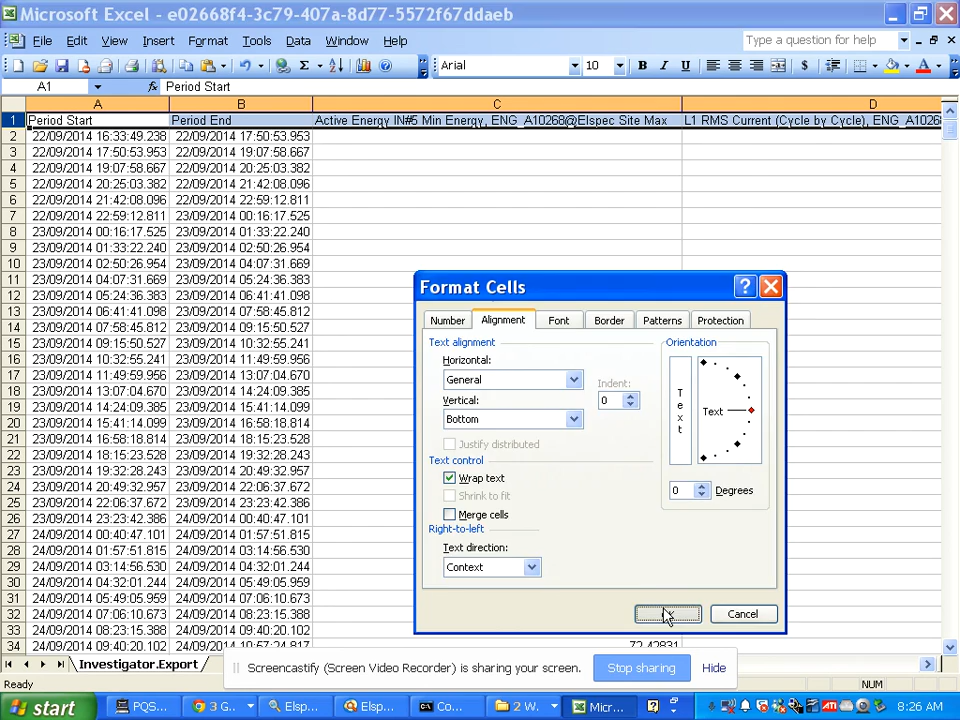 Microsoft Excel - e02668f4-3c79-407a-8d77-5572f67ddaeb
File Edit View Insert Format Tools Data Window Help Type a question for help
Arial 10 B I U $ A
A1 fx Period Start
A B C D
1 Period Start Period End Active Energy IN#5 Min Energy, ENG_A10268@Elspec Site Max L1 RMS Current (Cycle by Cycle), ENG_A1026
2 22/09/2014 16:33:49.238 22/09/2014 17:50:53.953
3 22/09/2014 17:50:53.953 22/09/2014 19:07:58.667
4 22/09/2014 19:07:58.667 22/09/2014 20:25:03.382
5 22/09/2014 20:25:03.382 22/09/2014 21:42:08.096
6 22/09/2014 21:42:08.096 22/09/2014 22:59:12.811
7 22/09/2014 22:59:12.811 23/09/2014 00:16:17.525
8 23/09/2014 00:16:17.525 23/09/2014 01:33:22.240
9 23/09/2014 01:33:22.240 23/09/2014 02:50:26.954
10 23/09/2014 02:50:26.954 23/09/2014 04:07:31.669
11 23/09/2014 04:07:31.669 23/09/2014 05:24:36.383
12 23/09/2014 05:24:36.383 23/09/2014 06:41:41.098
13 23/09/2014 06:41:41.098 23/09/2014 07:58:45.812
14 23/09/2014 07:58:45.812 23/09/2014 09:15:50.527
15 23/09/2014 09:15:50.527 23/09/2014 10:32:55.241
16 23/09/2014 10:32:55.241 23/09/2014 11:49:59.956
17 23/09/2014 11:49:59.956 23/09/2014 13:07:04.670
18 23/09/2014 13:07:04.670 23/09/2014 14:24:09.385
19 23/09/2014 14:24:09.385 23/09/2014 15:41:14.099
20 23/09/2014 15:41:14.099 23/09/2014 16:58:18.814
21 23/09/2014 16:58:18.814 23/09/2014 18:15:23.528
22 23/09/2014 18:15:23.528 23/09/2014 19:32:28.243
23 23/09/2014 19:32:28.243 23/09/2014 20:49:32.957
24 23/09/2014 20:49:32.957 23/09/2014 22:06:37.672
25 23/09/2014 22:06:37.672 23/09/2014 23:23:42.386
26 23/09/2014 23:23:42.386 24/09/2014 00:40:47.101
27 24/09/2014 00:40:47.101 24/09/2014 01:57:51.815
28 24/09/2014 01:57:51.815 24/09/2014 03:14:56.530
29 24/09/2014 03:14:56.530 24/09/2014 04:32:01.244
30 24/09/2014 04:32:01.244 24/09/2014 05:49:05.959
31 24/09/2014 05:49:05.959 24/09/2014 07:06:10.673
32 24/09/2014 07:06:10.673 24/09/2014 08:23:15.388
33 24/09/2014 08:23:15.388 24/09/2014 09:40:20.102
34 24/09/2014 09:40:20.102 24/09/2014 10:57:24.817 72.42831
Format Cells
Number Alignment Font Border Patterns Protection
Text alignment
Horizontal:
General
Indent:
0
Vertical:
Bottom
Justify distributed
Text control
Wrap text
Shrink to fit
Merge cells
Right-to-left
Text direction:
Context
Orientation
Text
Text
0 Degrees
Cancel
Investigator.Export
Screencastify (Screen Video Recorder) is sharing your screen. Stop sharing Hide
Ready NUM
start PQS... 3 G... Elsp... Elsp... Co... 2 W... Micr... ATI 8:26 AM